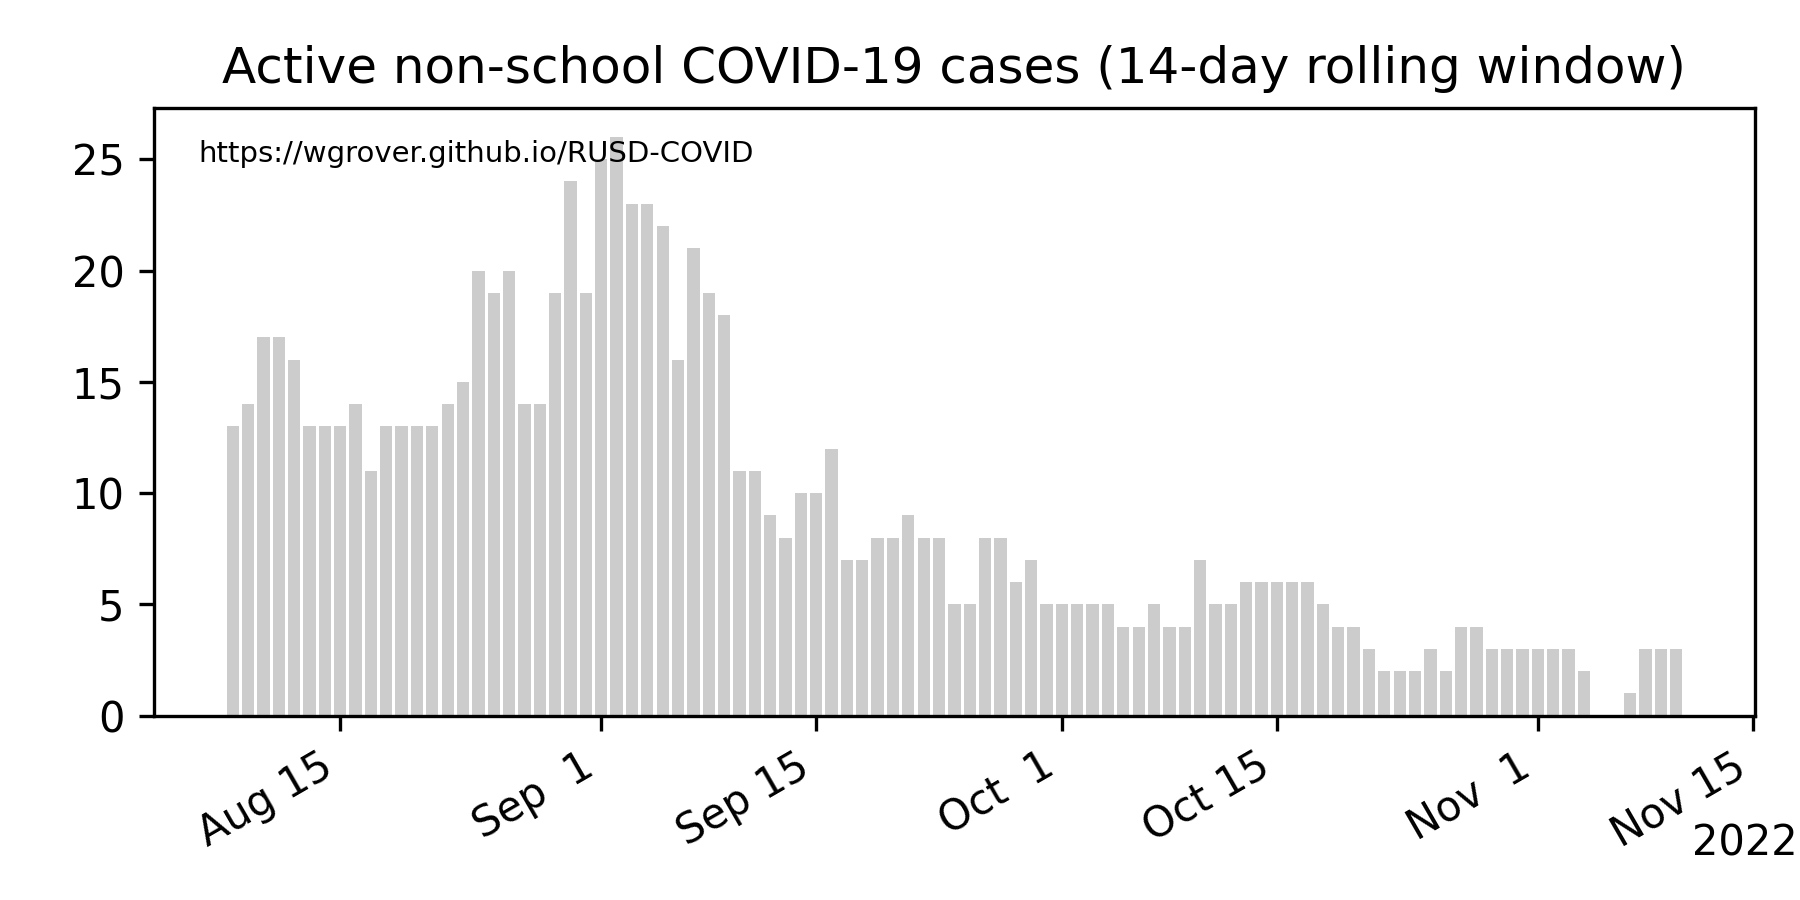 Active non-school COVID-19 cases (14-day rolling window)
https://wgrover.github.io/RUSD-COVID
25
20
15
10
5
0
Aug 15
Sep  1
Sep 15
Oct  1
Oct 15
Nov  1
Nov 15
2022